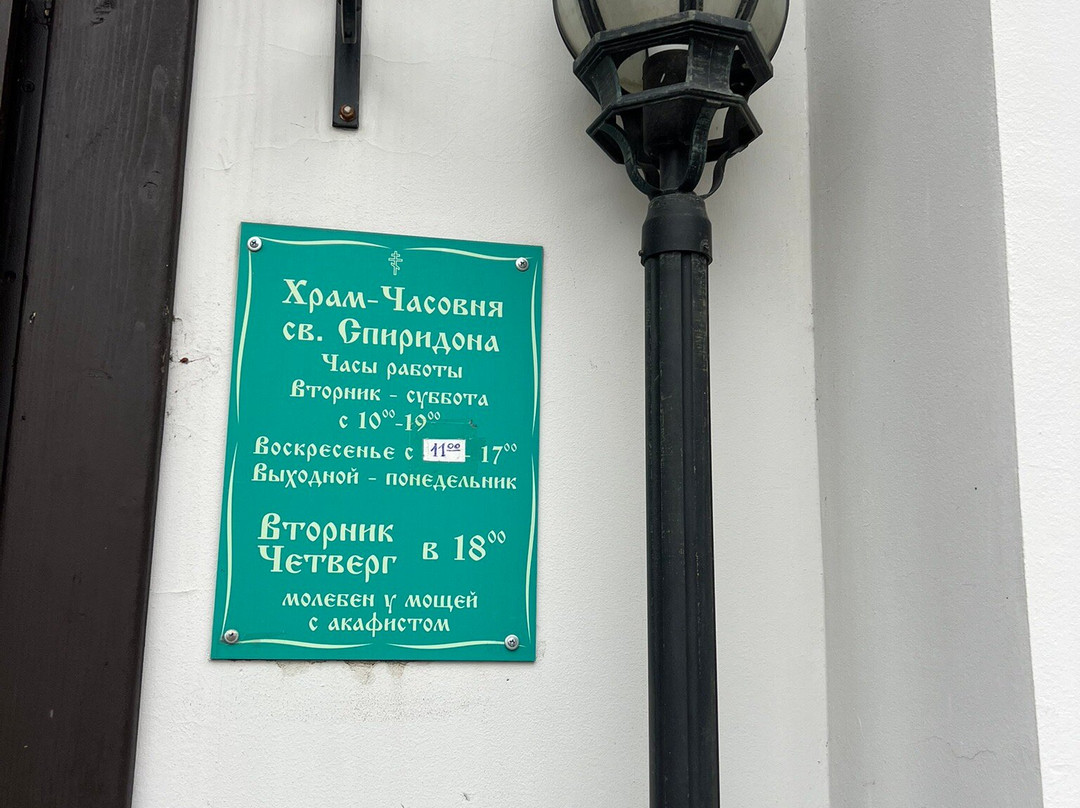 Храм-Часовня
св. Спиридона
Часы работы
Вторник - суббота
с 10⁰⁰-19⁰⁰
Воскресенье с 11⁰⁰ - 17⁰⁰
Выходной - понедельник
Вторник
Четверг в 18⁰⁰
молебен у мощей
с акафистом